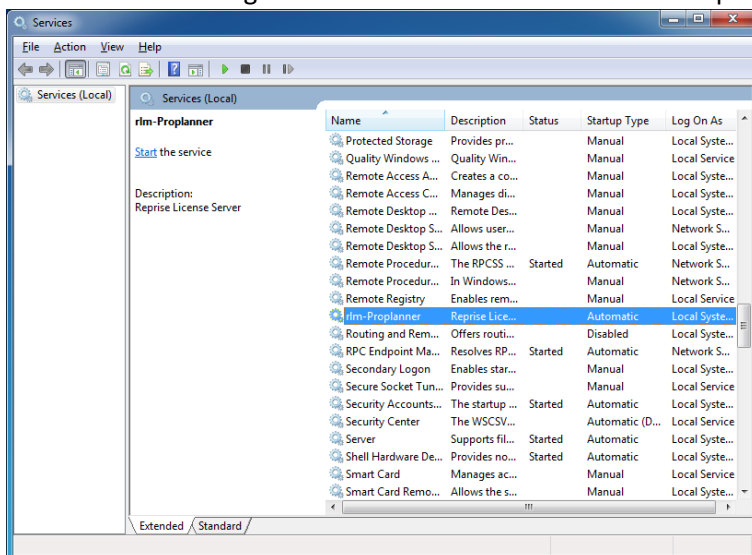 Services
File Action View Help
Services (Local)
Services (Local)
rlm-Proplanner
Start the service
Description:
Reprise License Server
Name Description Status Startup Type Log On As
Protected Storage Provides pr... Manual Local Syste...
Quality Windows ... Quality Win... Manual Local Service
Remote Access A... Creates a co... Manual Local Syste...
Remote Access C... Manages di... Manual Local Syste...
Remote Desktop ... Remote Des... Manual Local Syste...
Remote Desktop S... Allows user... Manual Network S...
Remote Desktop S... Allows the r... Manual Local Syste...
Remote Procedur... The RPCSS ... Started Automatic Network S...
Remote Procedur... In Windows... Manual Network S...
Remote Registry Enables rem... Manual Local Service
rlm-Proplanner Reprise Lice... Automatic Local Syste...
Routing and Rem... Offers routi... Disabled Local Syste...
RPC Endpoint Ma... Resolves RP... Started Automatic Network S...
Secondary Logon Enables star... Manual Local Syste...
Secure Socket Tun... Provides su... Manual Local Service
Security Accounts... The startup ... Started Automatic Local Syste...
Security Center The WSCSV... Automatic (D... Local Service
Server Supports fil... Started Automatic Local Syste...
Shell Hardware De... Provides no... Started Automatic Local Syste...
Smart Card Manages ac... Manual Local Service
Smart Card Remo... Allows the s... Manual Local Syste...
Extended Standard